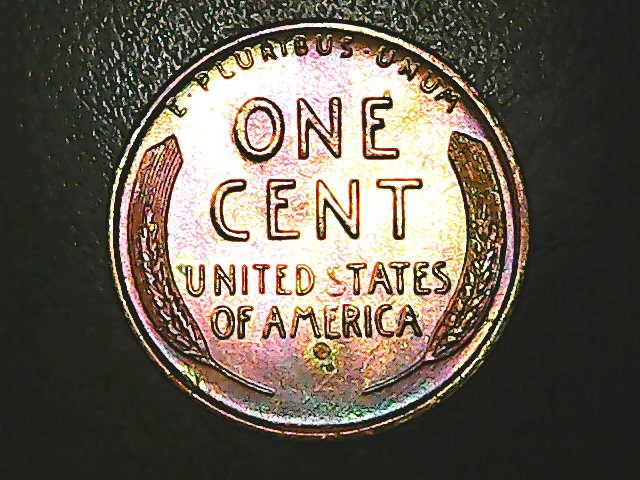 E·PLURIBUS·UNUM
ONE
CENT
UNITED STATES
OF AMERICA